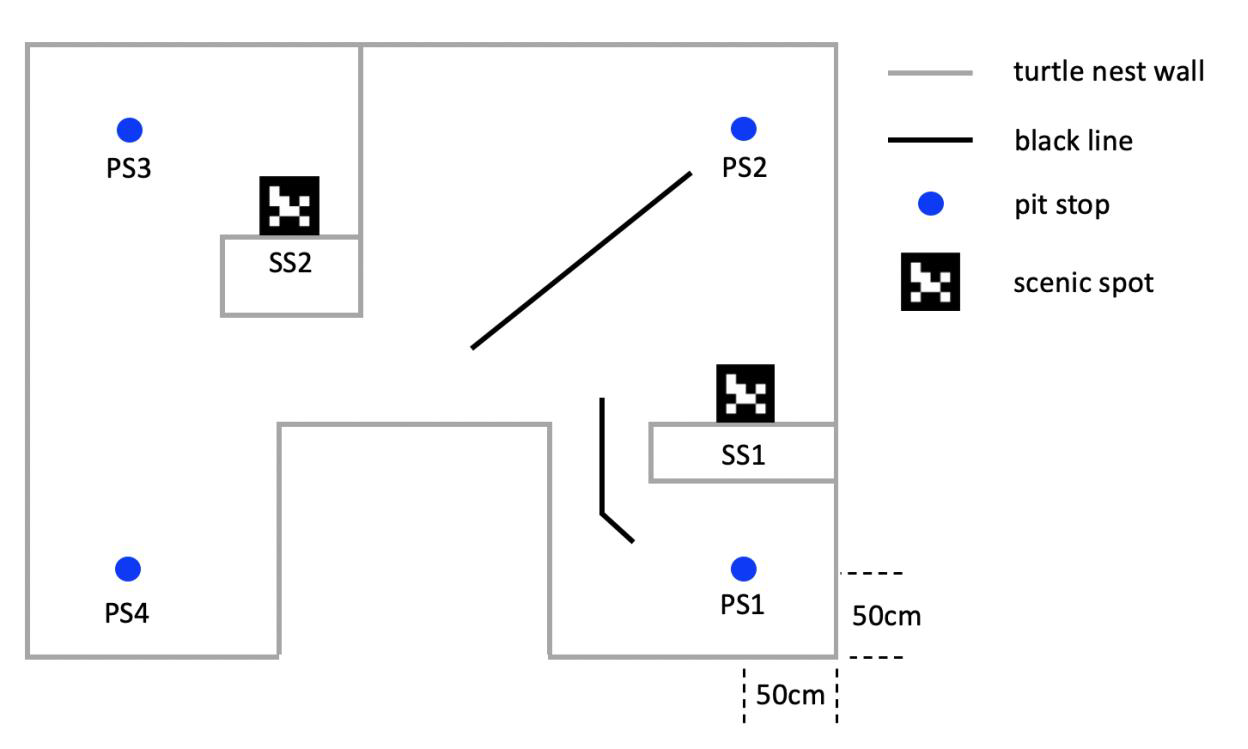 turtle nest wall
black line
pit stop
scenic spot
PS3
PS2
SS2
SS1
PS4
PS1
50cm
50cm